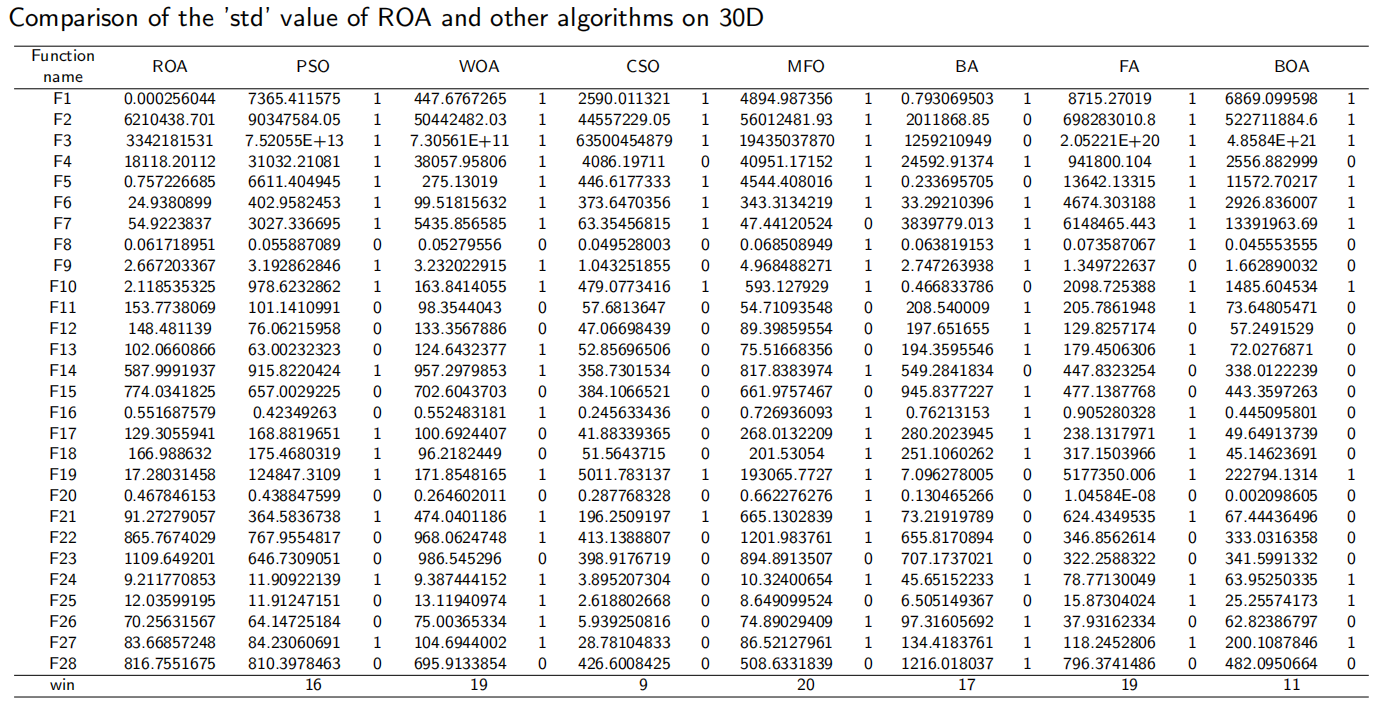 Comparison of the 'std' value of ROA and other algorithms on 30D
Function name ROA PSO WOA CSO MFO BA FA BOA
F1 0.000256044 7365.411575 1 447.6767265 1 2590.011321 1 4894.987356 1 0.793069503 1 8715.27019 1 6869.099598 1
F2 6210438.701 90347584.05 1 50442482.03 1 44557229.05 1 56012481.93 1 2011868.85 0 698283010.8 1 522711884.6 1
F3 3342181531 7.52055E+13 1 7.30561E+11 1 63500454879 1 19435037870 1 1259210949 0 2.05221E+20 1 4.8584E+21 1
F4 18118.20112 31032.21081 1 38057.95806 1 4086.19711 0 40951.17152 1 24592.91374 1 941800.104 1 2556.882999 0
F5 0.757226685 6611.404945 1 275.13019 1 446.6177333 1 4544.408016 1 0.233695705 0 13642.13315 1 11572.70217 1
F6 24.9380899 402.9582453 1 99.51815632 1 373.6470356 1 343.3134219 1 33.29210396 1 4674.303188 1 2926.836007 1
F7 54.9223837 3027.336695 1 5435.856585 1 63.35456815 1 47.44120524 0 3839779.013 1 6148465.443 1 13391963.69 1
F8 0.061718951 0.055887089 0 0.05279556 0 0.049528003 0 0.068508949 1 0.063819153 1 0.073587067 1 0.045553555 0
F9 2.667203367 3.192862846 1 3.232022915 1 1.043251855 0 4.968488271 1 2.747263938 1 1.349722637 0 1.662890032 0
F10 2.118535325 978.6232862 1 163.8414055 1 479.0773416 1 593.127929 1 0.466833786 0 2098.725388 1 1485.604534 1
F11 153.7738069 101.1410991 0 98.3544043 0 57.6813647 0 54.71093548 0 208.540009 1 205.7861948 1 73.64805471 0
F12 148.481139 76.06215958 0 133.3567886 0 47.06698439 0 89.39859554 0 197.651655 1 129.8257174 0 57.2491529 0
F13 102.0660866 63.00232323 0 124.6432377 1 52.85696506 0 75.51668356 0 194.3595546 1 179.4506306 1 72.0276871 0
F14 587.9991937 915.8220424 1 957.2979853 1 358.7301534 0 817.8383974 1 549.2841834 0 447.8323254 0 338.0122239 0
F15 774.0341825 657.0029225 0 702.6043703 0 384.1066521 0 661.9757467 0 945.8377227 1 477.1387768 0 443.3597263 0
F16 0.551687579 0.42349263 0 0.552483181 1 0.245633436 0 0.726936093 1 0.76213153 1 0.905280328 1 0.445095801 0
F17 129.3055941 168.8819651 1 100.6924407 0 41.88339365 0 268.0132209 1 280.2023945 1 238.1317971 1 49.64913739 0
F18 166.988632 175.4680319 1 96.2182449 0 51.5643715 0 201.53054 1 251.1060262 1 317.1503966 1 45.14623691 0
F19 17.28031458 124847.3109 1 171.8548165 1 5011.783137 1 193065.7727 1 7.096278005 0 5177350.006 1 222794.1314 1
F20 0.467846153 0.438847599 0 0.264602011 0 0.287768328 0 0.662276276 1 0.130465266 0 1.04584E-08 0 0.002098605 0
F21 91.27279057 364.5836738 1 474.0401186 1 196.2509197 1 665.1302839 1 73.21919789 0 624.4349535 1 67.44436496 0
F22 865.7674029 767.9554817 0 968.0624748 1 413.1388807 0 1201.983761 1 655.8170894 0 346.8562614 0 333.0316358 0
F23 1109.649201 646.7309051 0 986.545296 0 398.9176719 0 894.8913507 0 707.1737021 0 322.2588322 0 341.5991332 0
F24 9.211770853 11.90922139 1 9.387444152 1 3.895207304 0 10.32400654 1 45.65152233 1 78.77130049 1 63.95250335 1
F25 12.03599195 11.91247151 0 13.11940974 1 2.618802668 0 8.649099524 0 6.505149367 0 15.87304024 1 25.25574173 1
F26 70.25631567 64.14725184 0 75.00365334 1 5.939250816 0 74.89029409 1 97.31605692 1 37.93162334 0 62.82386797 0
F27 83.66857248 84.23060691 1 104.6944002 1 28.78104833 0 86.52127961 1 134.4183761 1 118.2452806 1 200.1087846 1
F28 816.7551675 810.3978463 0 695.9133854 0 426.6008425 0 508.6331839 0 1216.018037 1 796.3741486 0 482.0950664 0
win 16 19 9 20 17 19 11